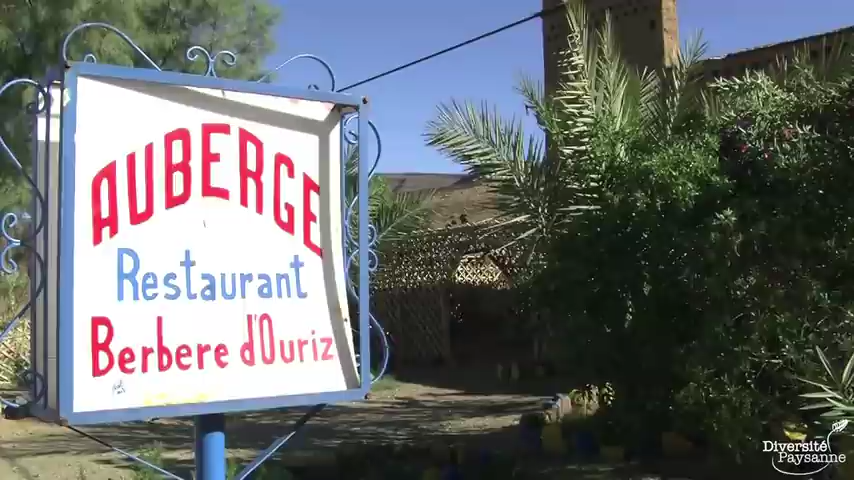 AUBERGE
Restaurant
Berbere d'Ouriz
Diversité
Paysanne